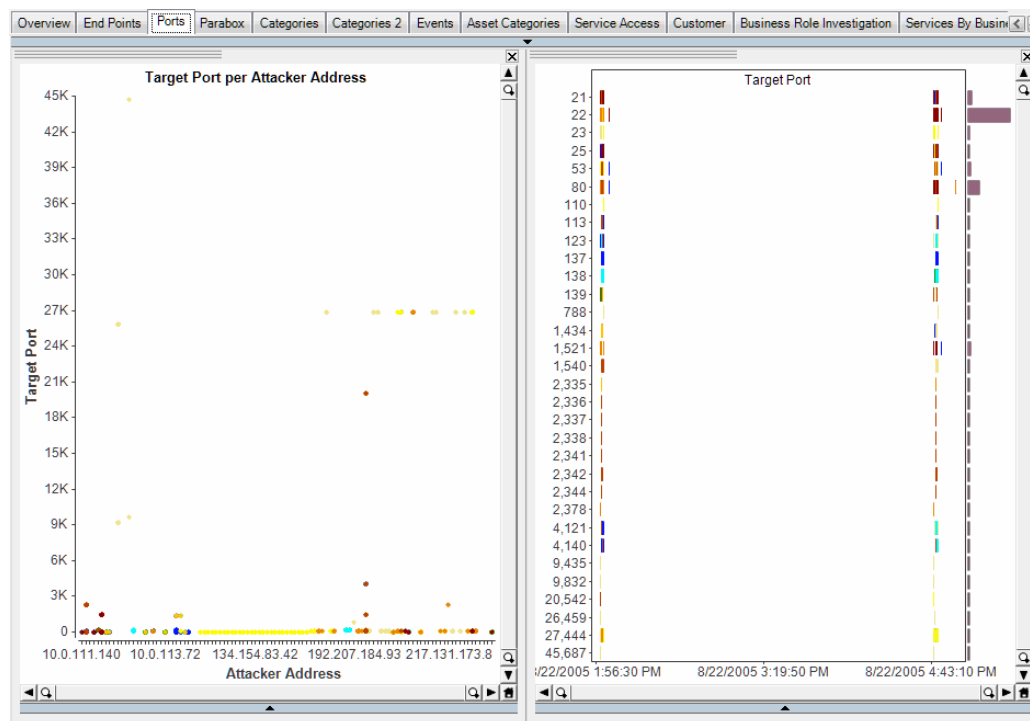 Overview End Points Ports Parabox Categories Categories 2 Events Asset Categories Service Access Customer Business Role Investigation Services By Busin
Target Port per Attacker Address
45K
42K
39K
36K
33K
30K
27K
24K
21K
18K
15K
12K
9K
6K
3K
0
Target Port
10.0.111.140 10.0.113.72 134.154.83.42 192.207.184.93 217.131.173.8
Attacker Address
Target Port
21
22
23
25
53
80
110
113
123
137
138
139
788
1,434
1,521
1,540
2,335
2,336
2,337
2,338
2,341
2,342
2,344
2,378
4,121
4,140
9,435
9,832
20,542
26,459
27,444
45,687
/22/2005 1:56:30 PM 8/22/2005 3:19:50 PM 8/22/2005 4:43:10 PM